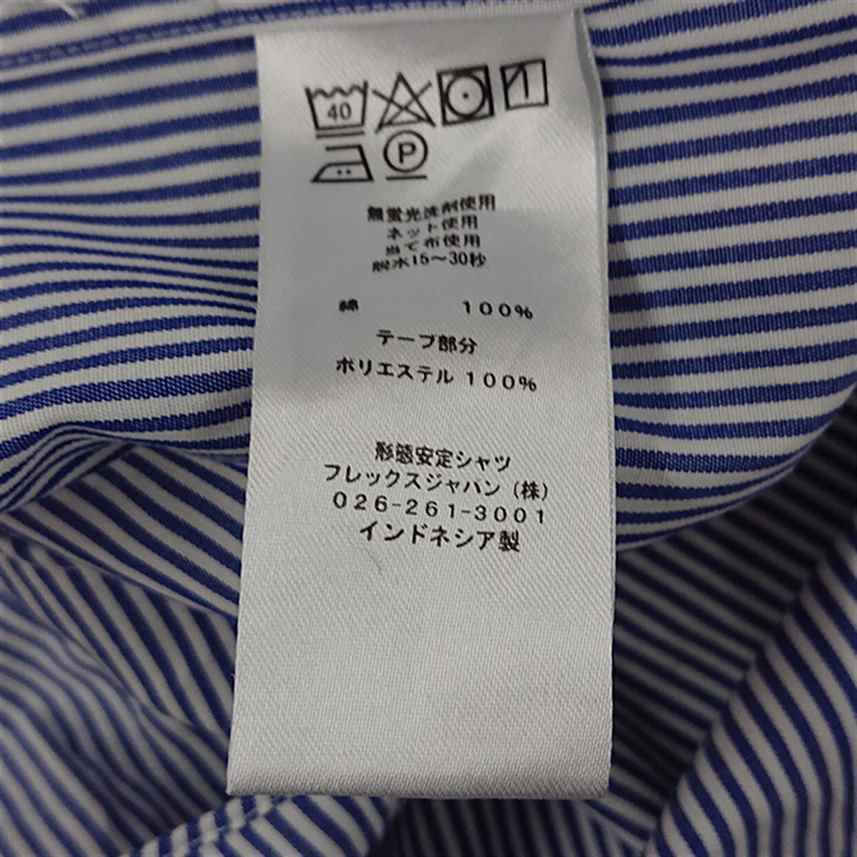 40
P
無蛍光洗剤使用
ネット使用
当て布使用
脱水15〜30秒
綿 100%
テープ部分
ポリエステル 100%
形態安定シャツ
フレックスジャパン(株)
026-261-3001
インドネシア製